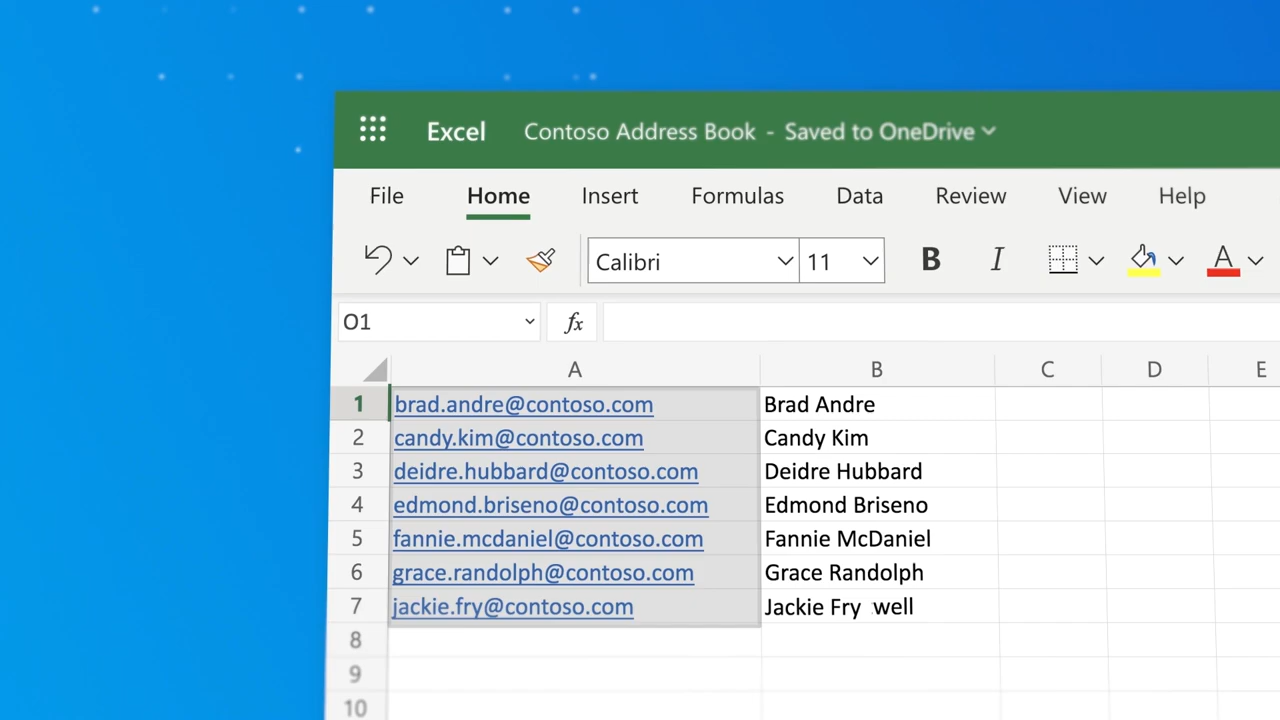 Excel Contoso Address Book - Saved to OneDrive
File Home Insert Formulas Data Review View Help
Calibri 11 B I A
O1 fx
A B C D E
1 brad.andre@contoso.com Brad Andre
2 candy.kim@contoso.com Candy Kim
3 deidre.hubbard@contoso.com Deidre Hubbard
4 edmond.briseno@contoso.com Edmond Briseno
5 fannie.mcdaniel@contoso.com Fannie McDaniel
6 grace.randolph@contoso.com Grace Randolph
7 jackie.fry@contoso.com Jackie Fry well
8
9
10